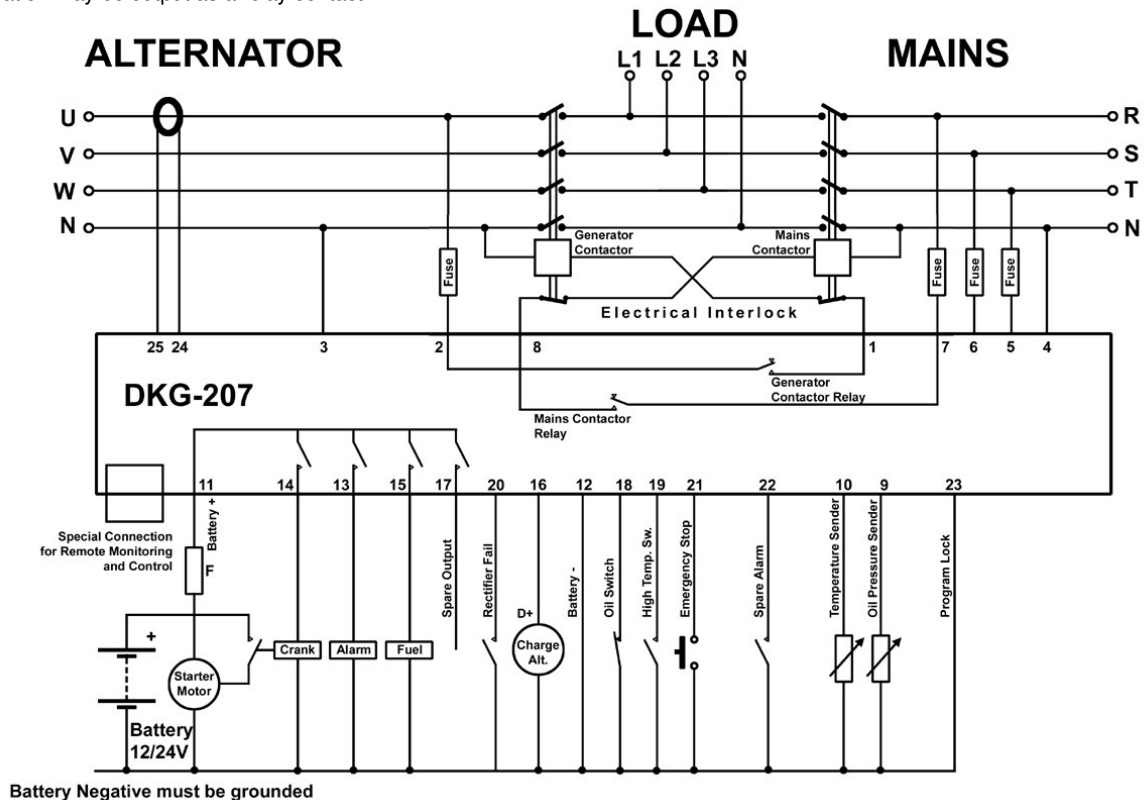 LOAD
ALTERNATOR
MAINS
L1 L2 L3 N
U
R
V
S
W
T
N
N
Generator
Contactor
Mains
Contactor
Fuse
Fuse
Fuse
Fuse
Electrical Interlock
25 24 3 2 8 1 7 6 5 4
DKG-207
Generator
Contactor Relay
Mains Contactor
Relay
11 14 13 15 17 20 16 12 18 19 21 22 10 9 23
Special Connection
for Remote Monitoring
and Control
Battery +
F
Spare Output
Rectifier Fail
Battery -
Oil Switch
High Temp. Sw.
Emergency Stop
Spare Alarm
Temperature Sender
Oil Pressure Sender
Program Lock
D+
+
Crank
Alarm
Fuel
Charge
Alt.
Starter
Motor
Battery
12/24V
Battery Negative must be grounded